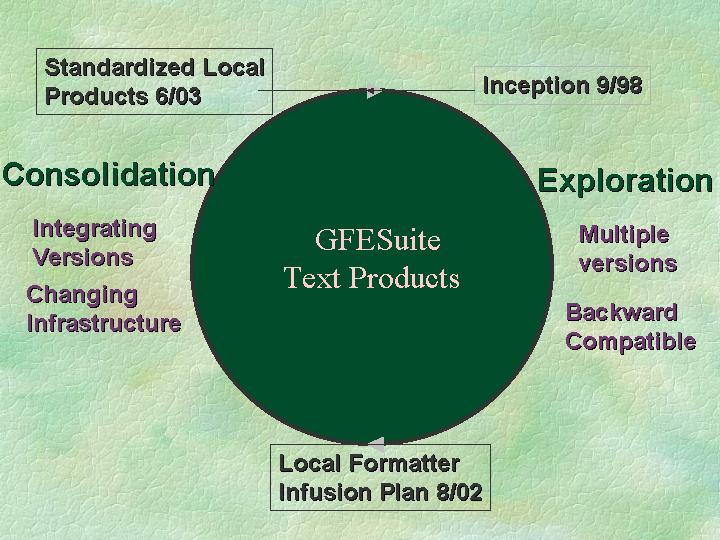 Standardized Local
Products 6/03
Inception 9/98
Consolidation
Exploration
Integrating
Versions
Changing
Infrastructure
GFESuite
Text Products
Multiple
versions
Backward
Compatible
Local Formatter
Infusion Plan 8/02